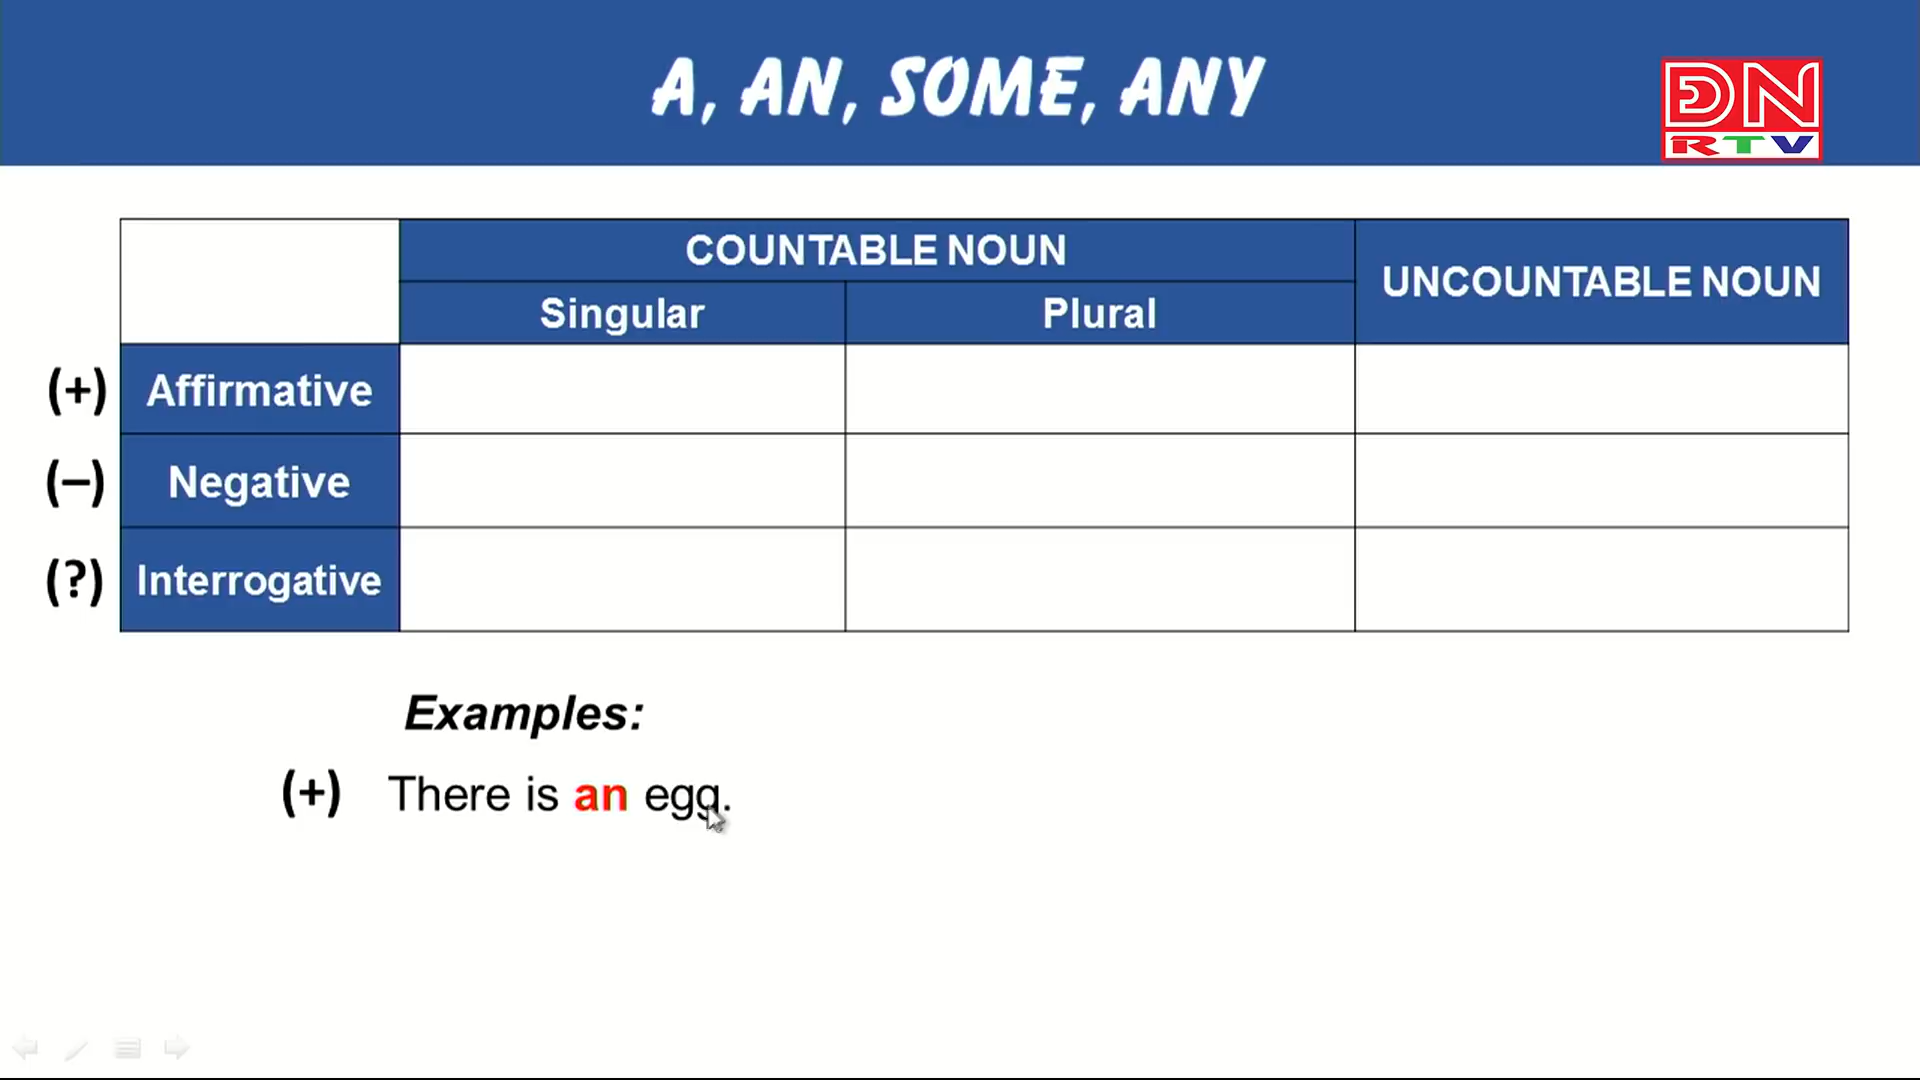 A, AN, SOME, ANY
DN
RTV
COUNTABLE NOUN
UNCOUNTABLE NOUN
Singular Plural
(+) Affirmative
(–) Negative
(?) Interrogative
Examples:
(+) There is an egg.